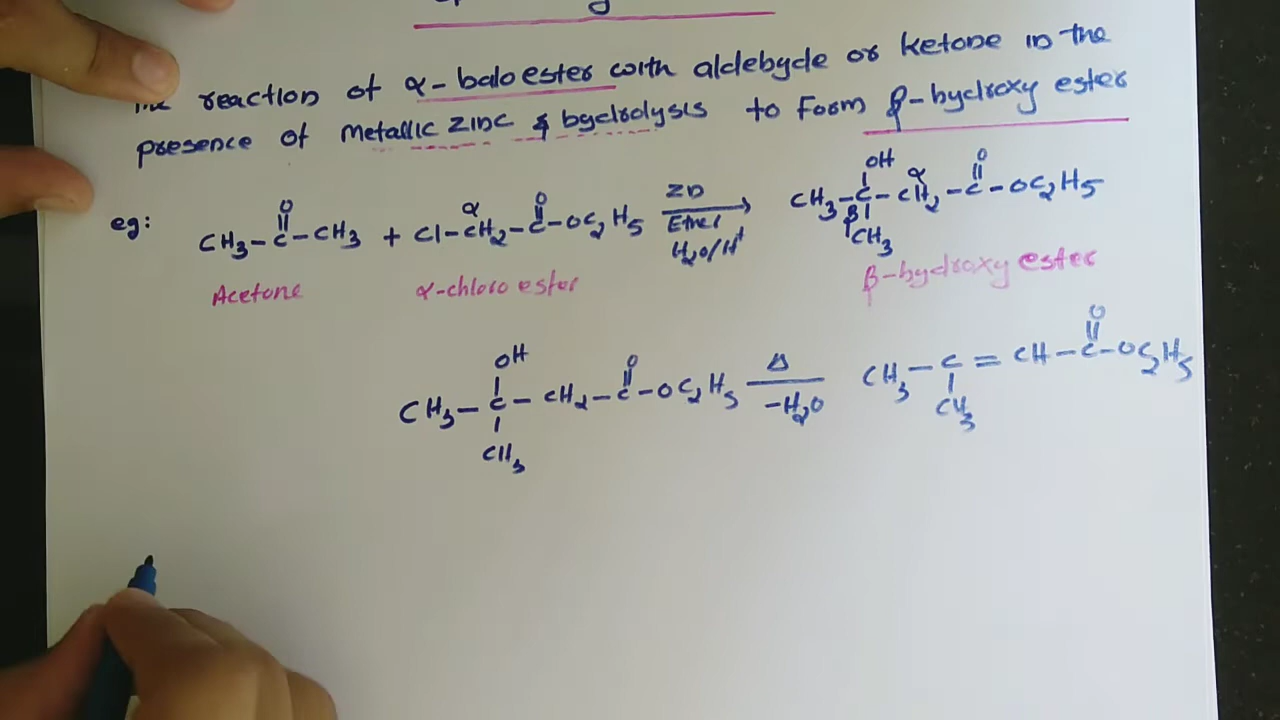 reaction of α-haloester with aldehyde or ketone in the
presence of metallic zinc & hydrolysis to form β-hydroxy ester
eg: CH3-C(=O)-CH3 + Cl-CH2(α)-C(=O)-OC2H5 —Zn, Ether, H2O/H+→ CH3-C(OH)(CH3)(β)-CH2(α)-C(=O)-OC2H5
Acetone α-chloro ester β-hydroxy ester
CH3-C(OH)(CH3)-CH2-C(=O)-OC2H5 —Δ, -H2O— CH3-C(CH3)=CH-C(=O)-OC2H5